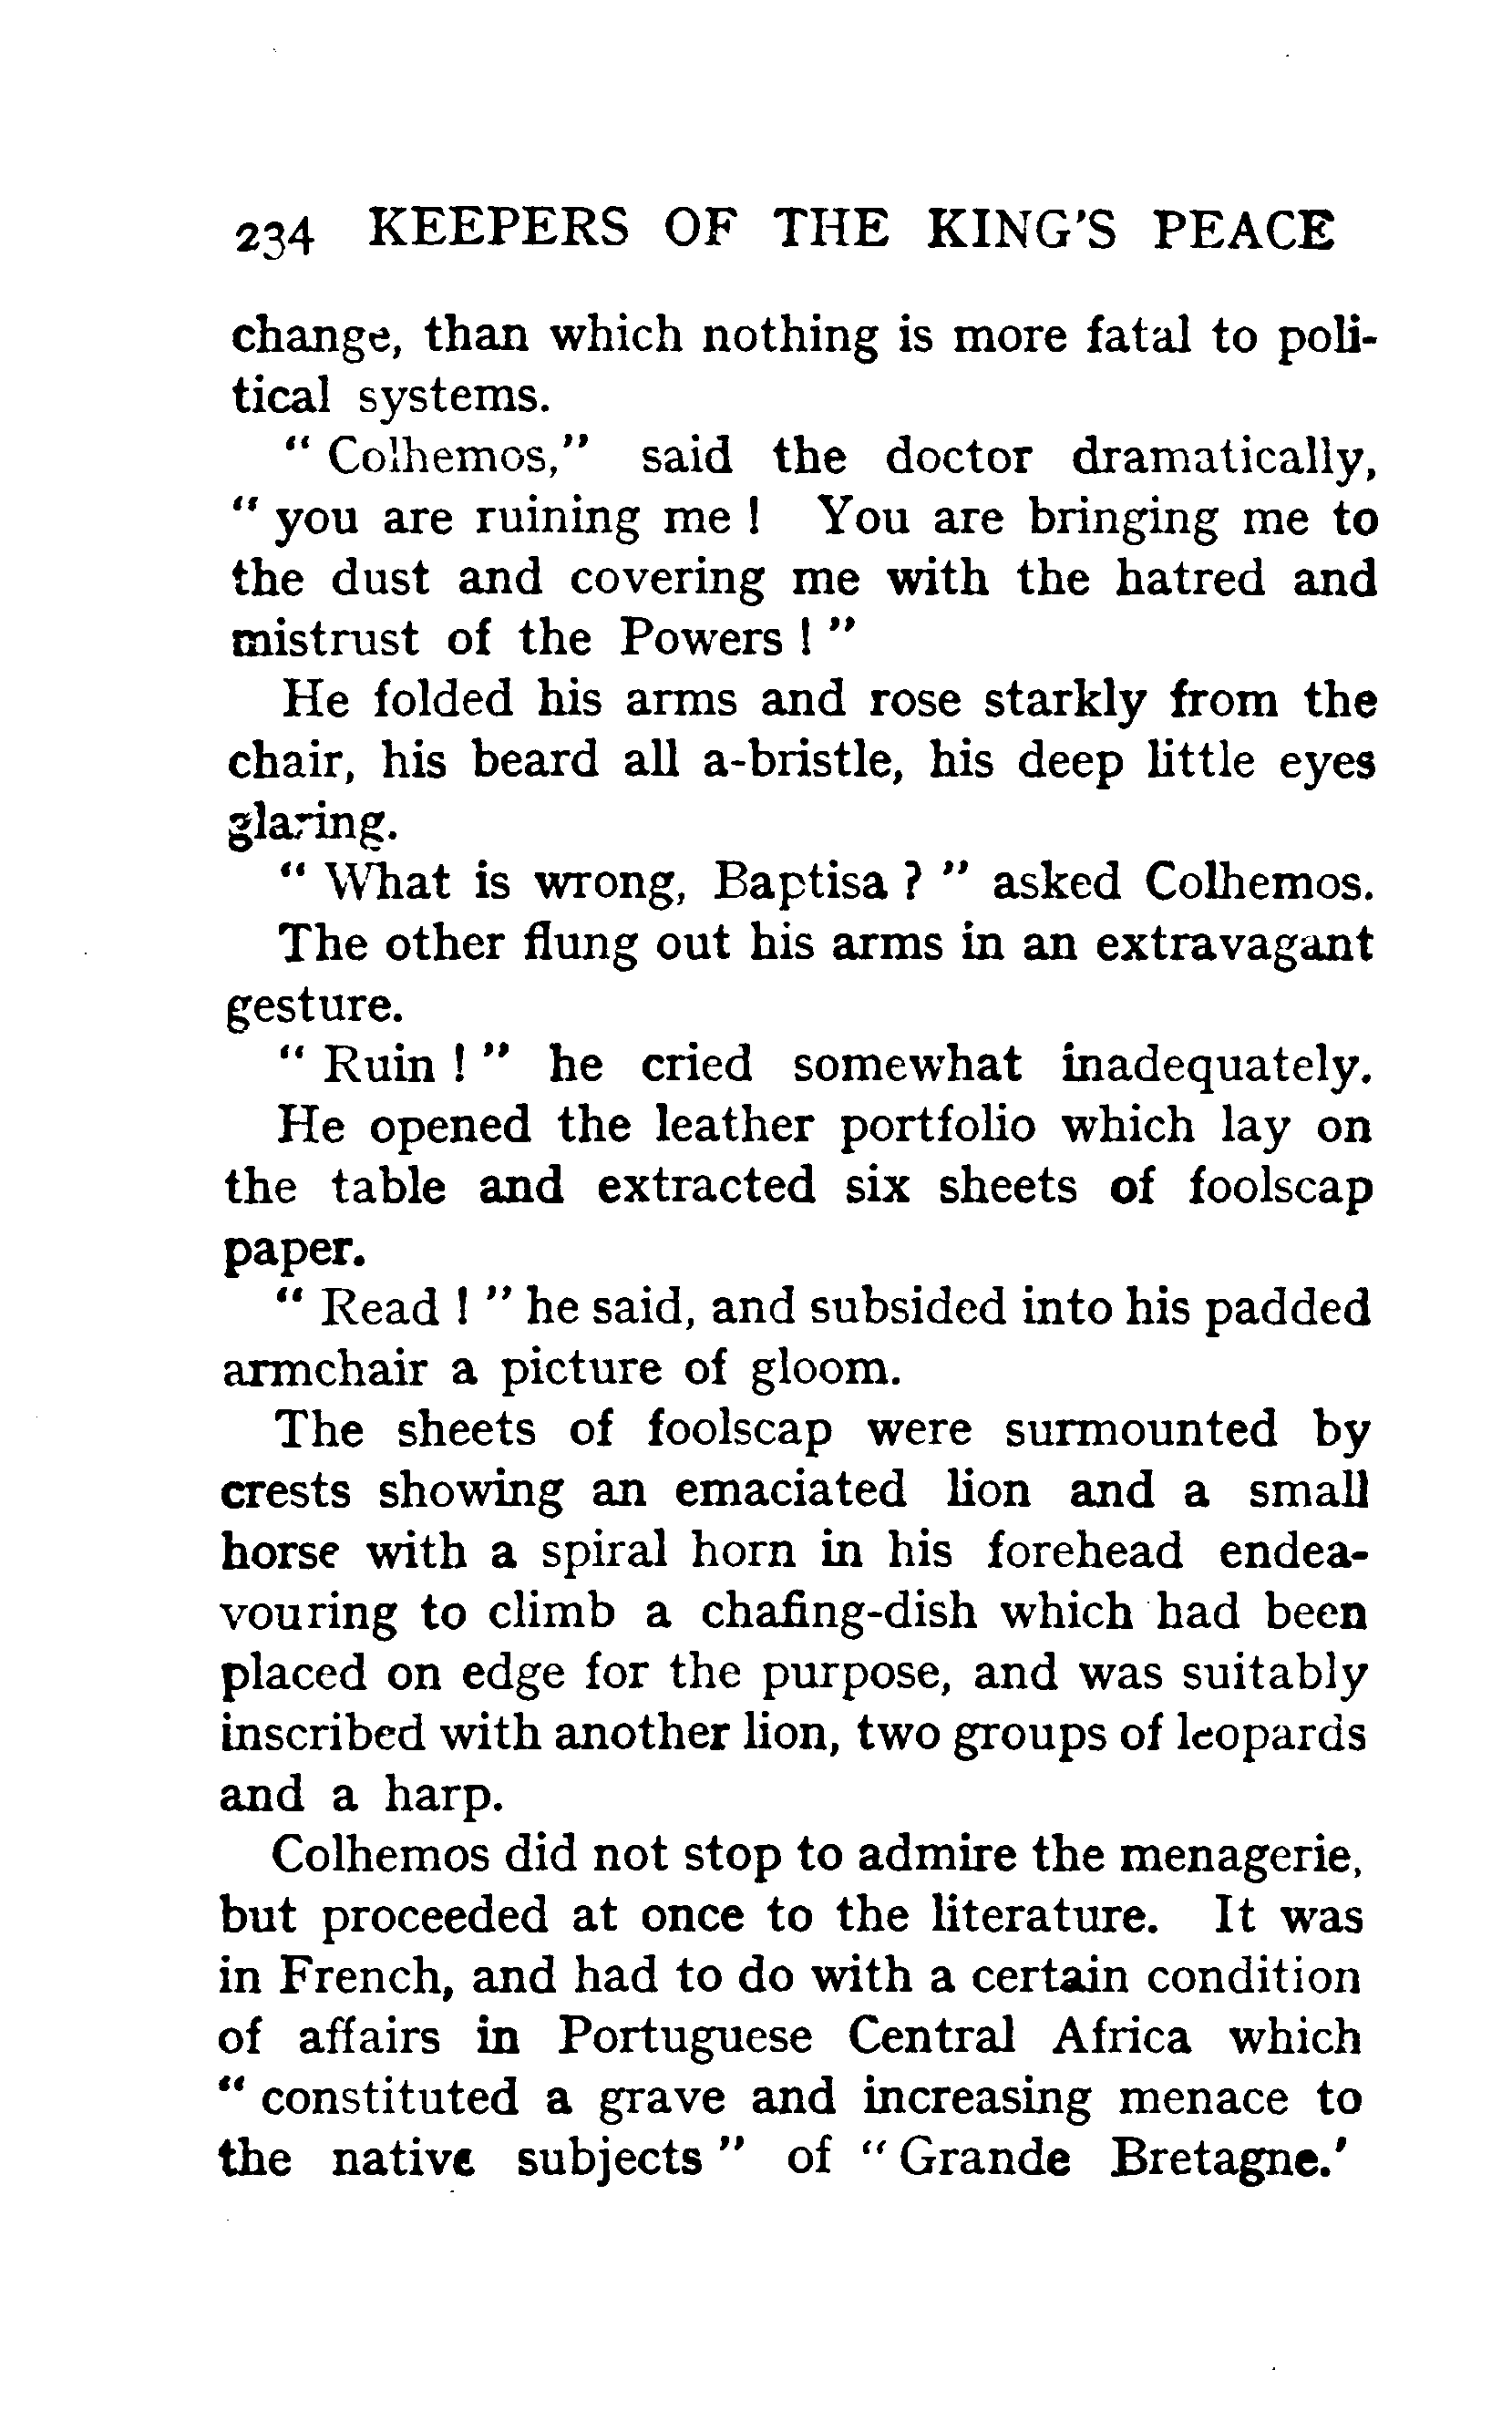 234 KEEPERS OF THE KING'S PEACE
change, than which nothing is more fatal to poli-
tical systems.
" Colhemos," said the doctor dramatically,
" you are ruining me ! You are bringing me to
the dust and covering me with the hatred and
mistrust of the Powers ! "
He folded his arms and rose starkly from the
chair, his beard all a-bristle, his deep little eyes
glaring.
" What is wrong, Baptisa ? " asked Colhemos.
The other flung out his arms in an extravagant
gesture.
" Ruin ! " he cried somewhat inadequately.
He opened the leather portfolio which lay on
the table and extracted six sheets of foolscap
paper.
" Read ! " he said, and subsided into his padded
armchair a picture of gloom.
The sheets of foolscap were surmounted by
crests showing an emaciated lion and a small
horse with a spiral horn in his forehead endea-
vouring to climb a chafing-dish which had been
placed on edge for the purpose, and was suitably
inscribed with another lion, two groups of leopards
and a harp.
Colhemos did not stop to admire the menagerie,
but proceeded at once to the literature. It was
in French, and had to do with a certain condition
of affairs in Portuguese Central Africa which
" constituted a grave and increasing menace to
the native subjects " of " Grande Bretagne.'